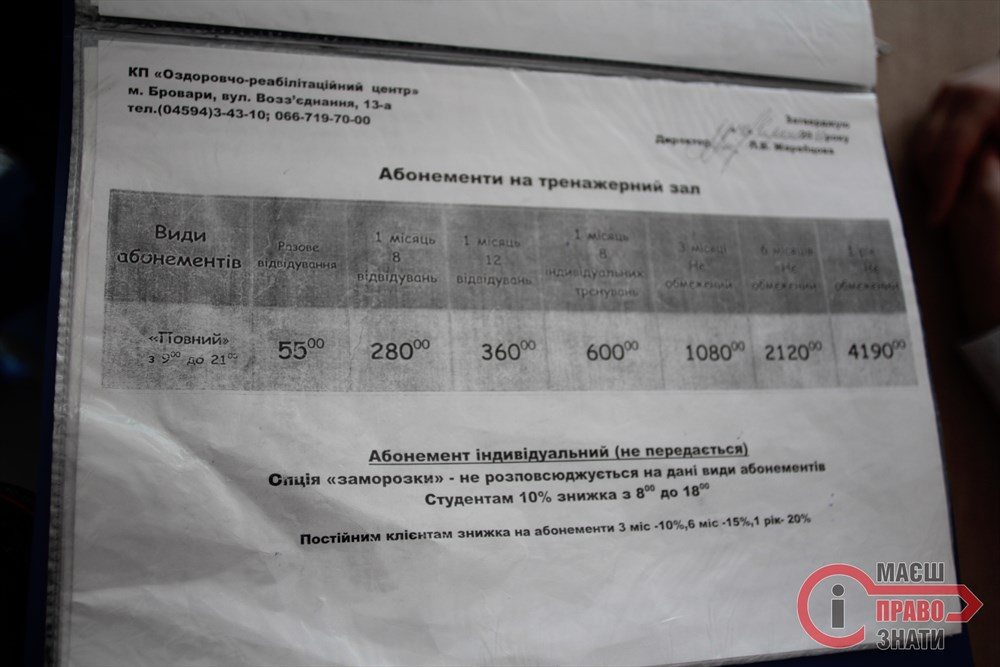 КП «Оздоровчо-реабілітаційний центр»
м. Бровари, вул. Возз'єднання, 13-а
тел.(04594)3-43-10; 066-719-70-00
Затверджую
року
Директор
Абонементи на тренажерний зал
Види абонементів
Разове відвідування
1 місяць 8 відвідувань
1 місяць 12 відвідувань
1 місяць 8 індивідуальних тренувань
3 місяці Не обмежений
6 місяців Не обмежений
1 рік Не обмежений
«Повний» з 9⁰⁰ до 21⁰⁰
55⁰⁰
280⁰⁰
360⁰⁰
600⁰⁰
1080⁰⁰
2120⁰⁰
4190⁰⁰
Абонемент індивідуальний (не передається)
Опція «заморозки» - не розповсюджується на дані види абонементів
Студентам 10% знижка з 8⁰⁰ до 18⁰⁰
Постійним клієнтам знижка на абонементи 3 міс -10%,6 міс -15%,1 рік- 20%
МАЄШ
ПРАВО
ЗНАТИ